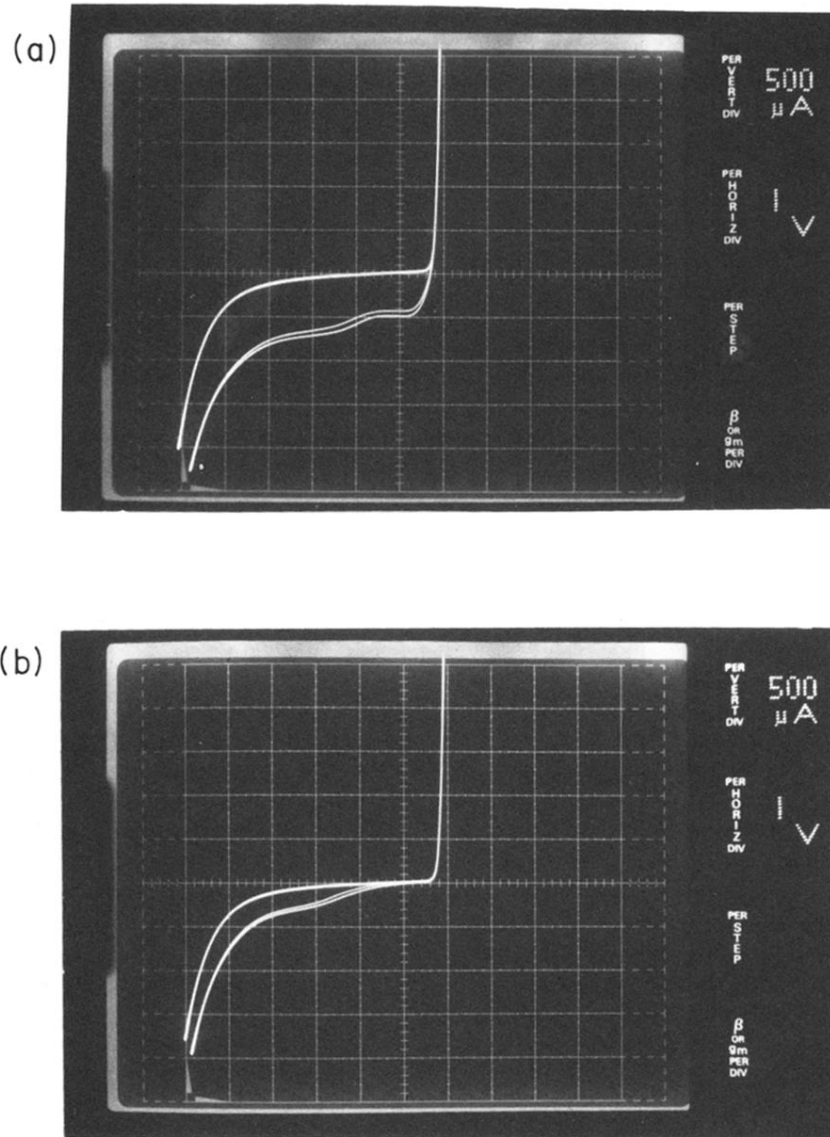 (a)
PER
VERT
DIV
500
µA
PER
HORIZ
DIV
1
V
PER
STEP
β
OR
gm
PER
DIV
(b)
PER
VERT
DIV
500
µA
PER
HORIZ
DIV
1
V
PER
STEP
β
OR
gm
PER
DIV